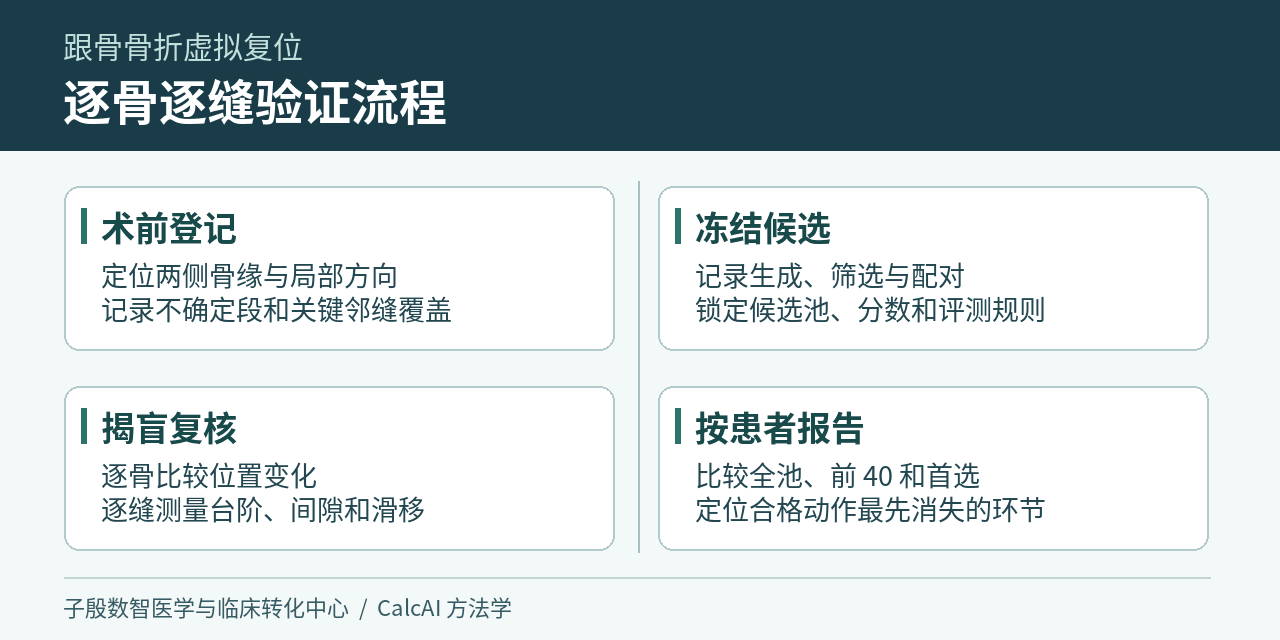 跟骨骨折虚拟复位
逐骨逐缝验证流程
术前登记
定位两侧骨缘与局部方向
记录不确定段和关键邻缝覆盖
冻结候选
记录生成、筛选与配对
锁定候选池、分数和评测规则
揭盲复核
逐骨比较位置变化
逐缝测量台阶、间隙和滑移
按患者报告
比较全池、前 40 和首选
定位合格动作最先消失的环节
子殷数智医学与临床转化中心 / CalcAI 方法学